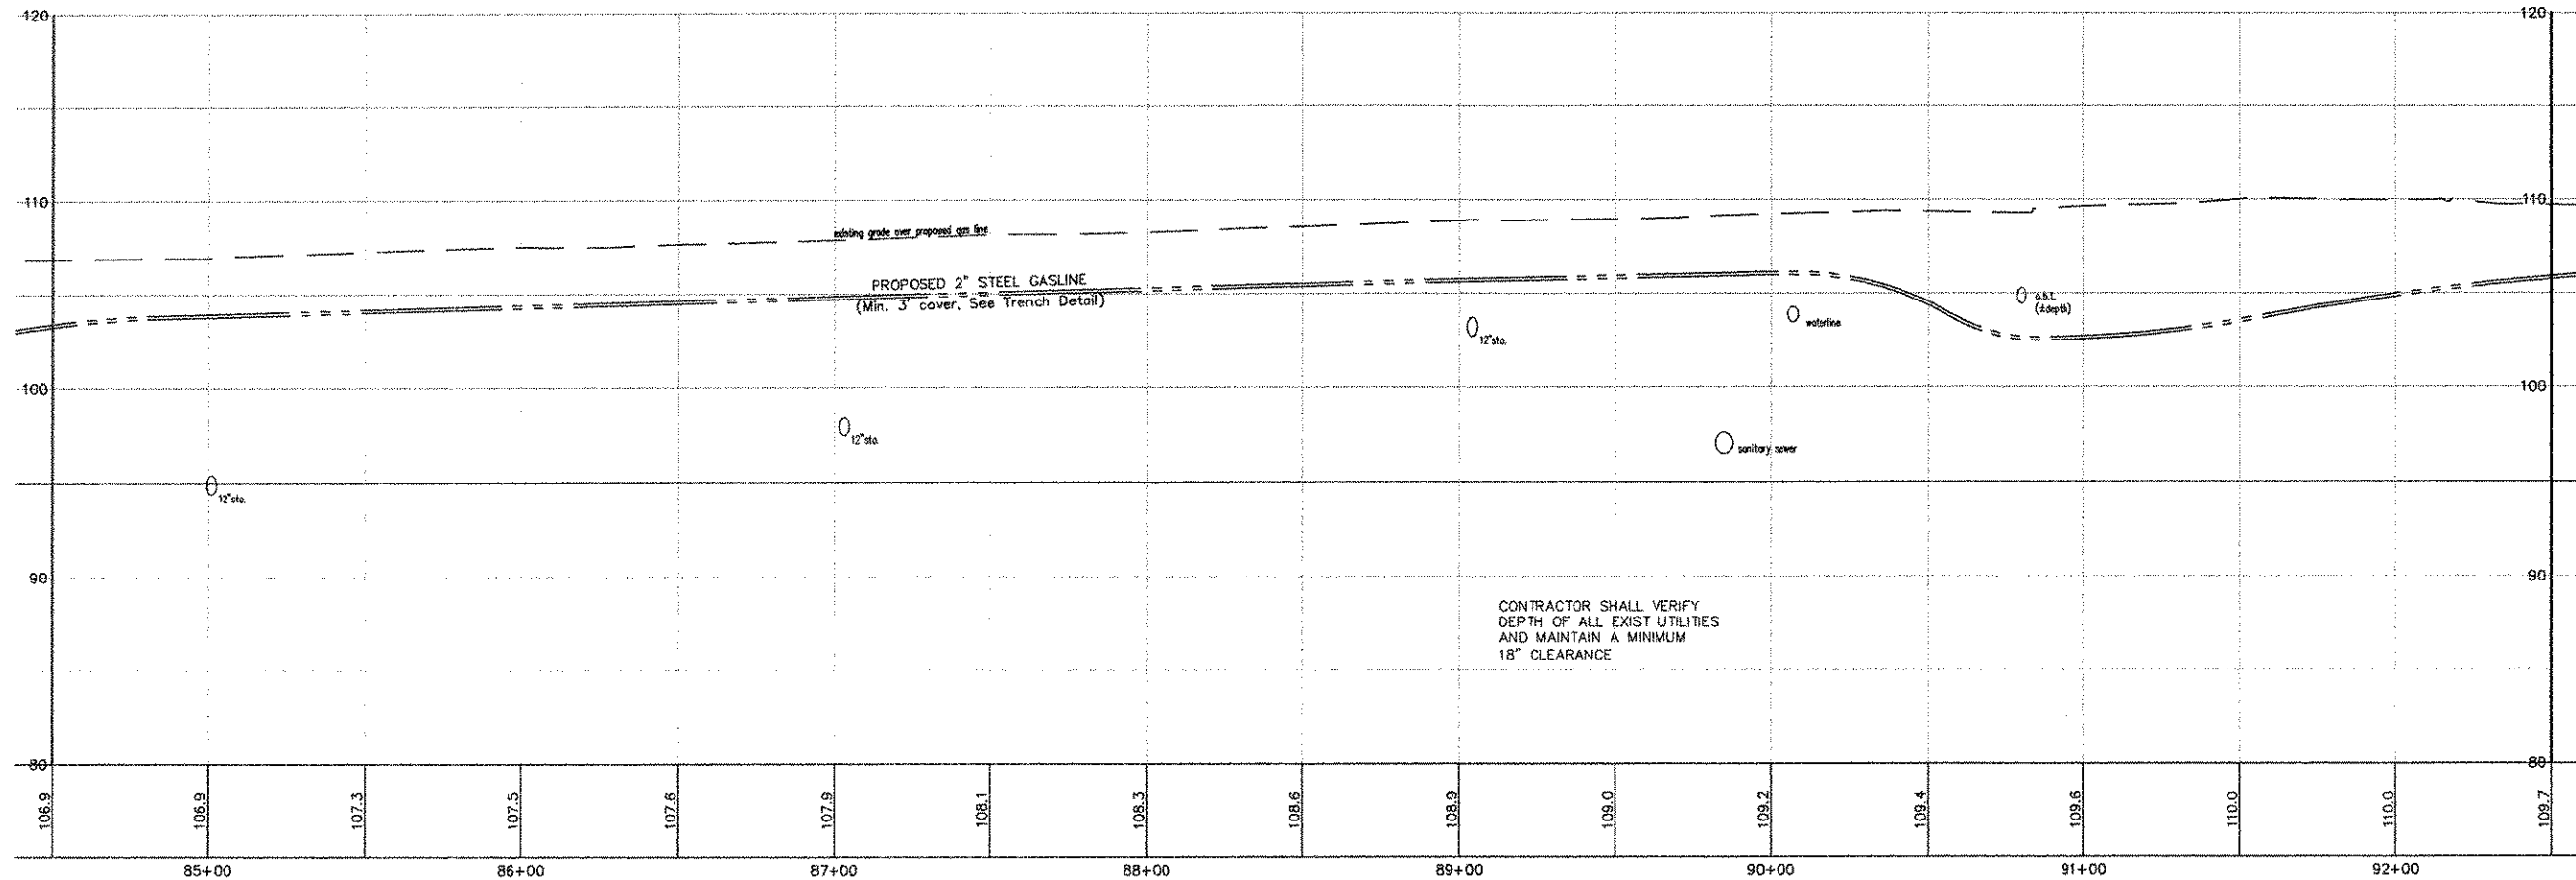 120
120
110
110
existing grade over proposed gas line
PROPOSED 2" STEEL GASLINE
(Min. 3' cover, See Trench Detail)
12"sto.
waterline
(±depth)
100
100
12"sto.
sanitary sewer
12"sto.
90
90
CONTRACTOR SHALL VERIFY
DEPTH OF ALL EXIST UTILITIES
AND MAINTAIN A MINIMUM
18" CLEARANCE
80
80
106.9
106.9
107.3
107.5
107.6
107.9
108.1
108.3
108.6
108.9
109.0
109.2
109.4
109.6
110.0
110.0
109.7
85+00
86+00
87+00
88+00
89+00
90+00
91+00
92+00